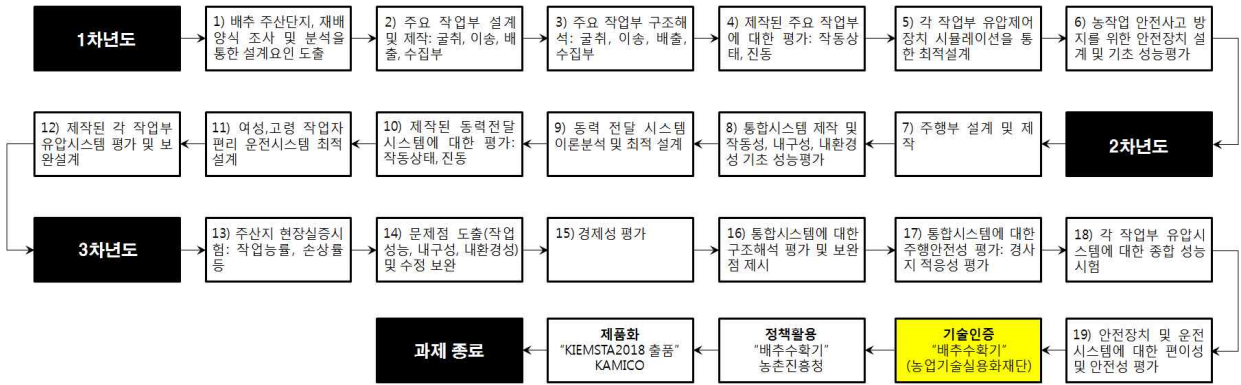 1차년도
1) 배추 주산단지, 재배
양식 조사 및 분석을
통한 설계요인 도출
2) 주요 작업부 설계
및 제작: 굴취, 이송, 배
출, 수집부
3) 주요 작업부 구조해
석: 굴취, 이송, 배출,
수집부
4) 제작된 주요 작업부
에 대한 평가: 작동상
태, 진동
5) 각 작업부 유압제어
장치 시뮬레이션을 통
한 최적설계
6) 농작업 안전사고 방
지를 위한 안전장치 설
계 및 기초 성능평가
2차년도
7) 주행부 설계 및 제
작
8) 통합시스템 제작 및
작동성, 내구성, 내환경
성 기초 성능평가
9) 동력 전달 시스템
이론분석 및 최적 설계
10) 제작된 동력전달
시스템에 대한 평가:
작동상태, 진동
11) 여성,고령 작업자
편리 운전시스템 최적
설계
12) 제작된 각 작업부
유압시스템 평가 및 보
완설계
3차년도
13) 주산지 현장실증시
험: 작업능률, 손상률
등
14) 문제점 도출(작업
성능, 내구성, 내환경성)
및 수정 보완
15) 경제성 평가
16) 통합시스템에 대한
구조해석 평가 및 보완
점 제시
17) 통합시스템에 대한
주행안전성 평가: 경사
지 적응성 평가
18) 각 작업부 유압시
스템에 대한 종합 성능
시험
19) 안전장치 및 운전
시스템에 대한 편이성
및 안전성 평가
기술인증
“배추수확기”
(농업기술실용화재단)
정책활용
“배추수확기”
농촌진흥청
제품화
“KIEMSTA2018 출품”
KAMICO
과제 종료